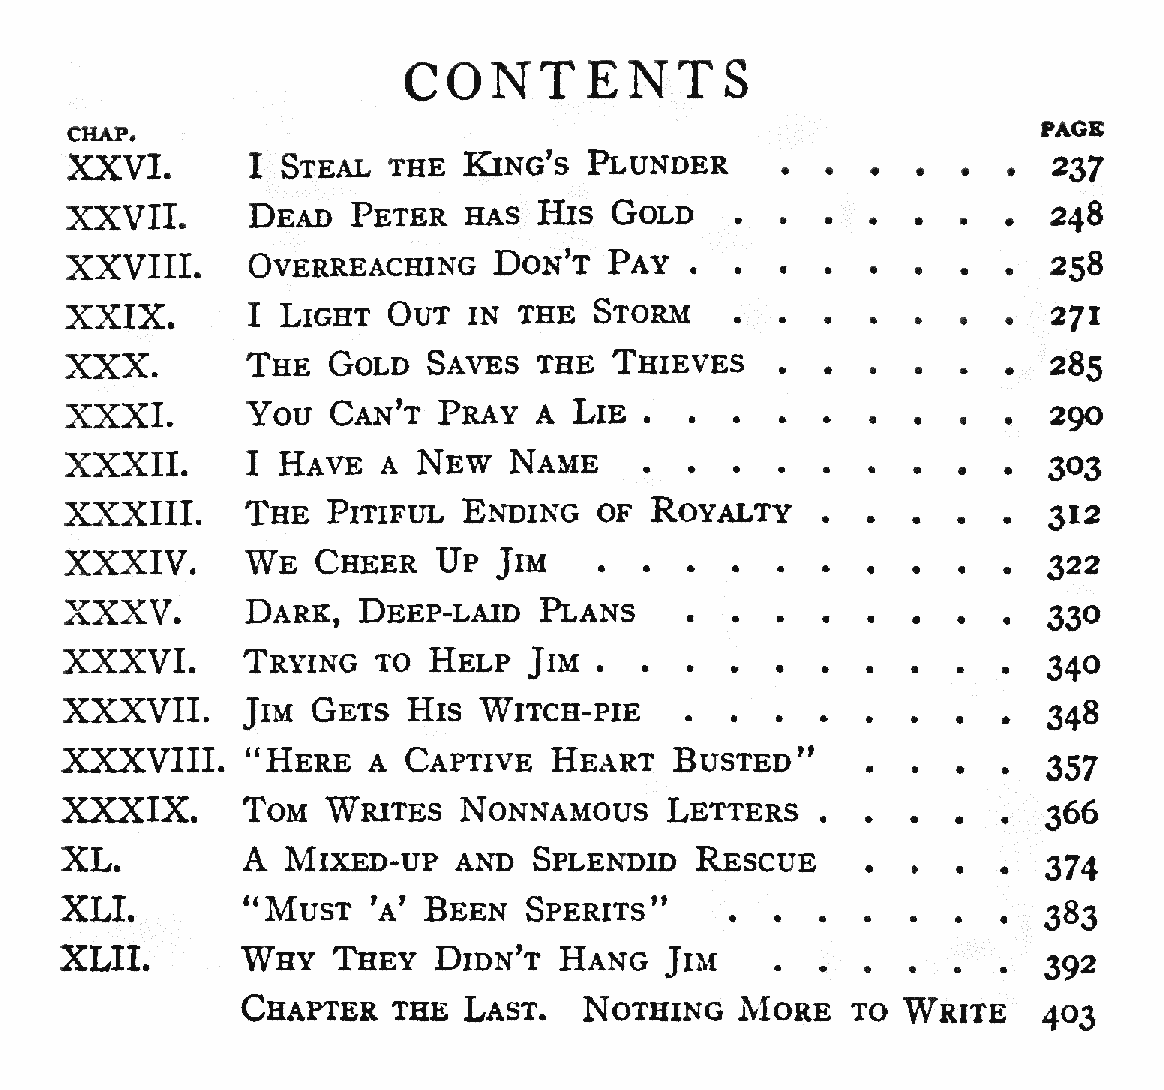 CONTENTS
CHAP. PAGE
XXVI. I Steal the King's Plunder . . . . . . 237
XXVII. Dead Peter has His Gold . . . . . . . 248
XXVIII. Overreaching Don't Pay . . . . . . . . 258
XXIX. I Light Out in the Storm . . . . . . . 271
XXX. The Gold Saves the Thieves . . . . . . 285
XXXI. You Can't Pray a Lie . . . . . . . . . 290
XXXII. I Have a New Name . . . . . . . . . 303
XXXIII. The Pitiful Ending of Royalty . . . . . 312
XXXIV. We Cheer Up Jim . . . . . . . . . . 322
XXXV. Dark, Deep-laid Plans . . . . . . . . 330
XXXVI. Trying to Help Jim . . . . . . . . . . 340
XXXVII. Jim Gets His Witch-pie . . . . . . . . 348
XXXVIII. "Here a Captive Heart Busted" . . . . 357
XXXIX. Tom Writes Nonnamous Letters . . . . . 366
XL. A Mixed-up and Splendid Rescue . . . . 374
XLI. "Must 'a' Been Sperits" . . . . . . . 383
XLII. Why They Didn't Hang Jim . . . . . . 392
Chapter the Last. Nothing More to Write 403